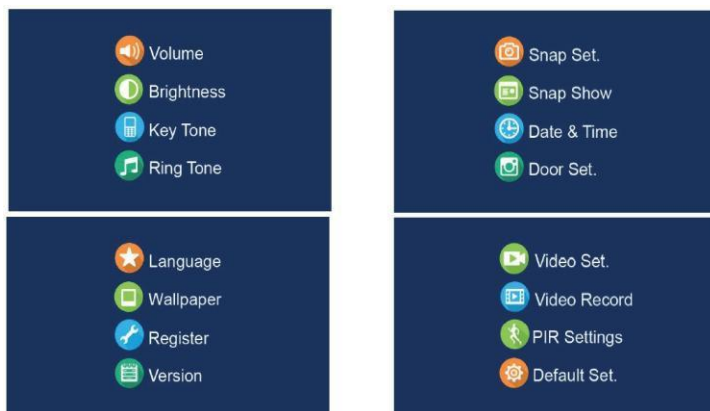 Volume
Brightness
Key Tone
Ring Tone
Snap Set.
Snap Show
Date & Time
Door Set.
Language
Wallpaper
Register
Version
Video Set.
Video Record
PIR Settings
Default Set.